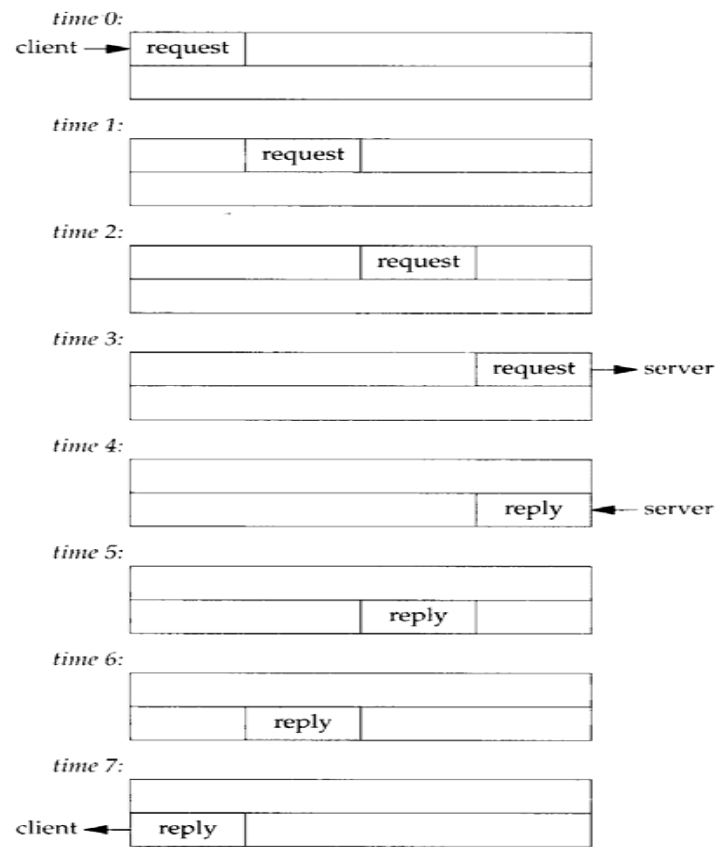 time 0:
client request
time 1:
request
time 2:
request
time 3:
request server
time 4:
reply server
time 5:
reply
time 6:
reply
time 7:
client reply